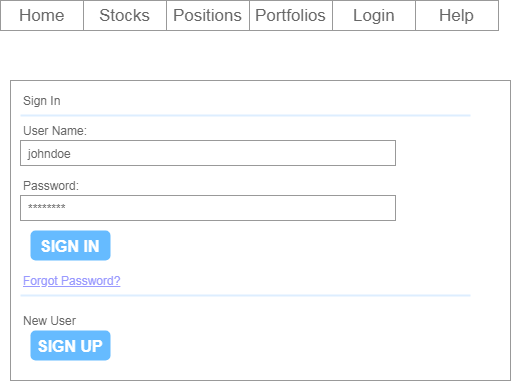 Home Stocks Positions Portfolios Login Help
Sign In
User Name:
johndoe
Password:
********
SIGN IN
Forgot Password?
New User
SIGN UP